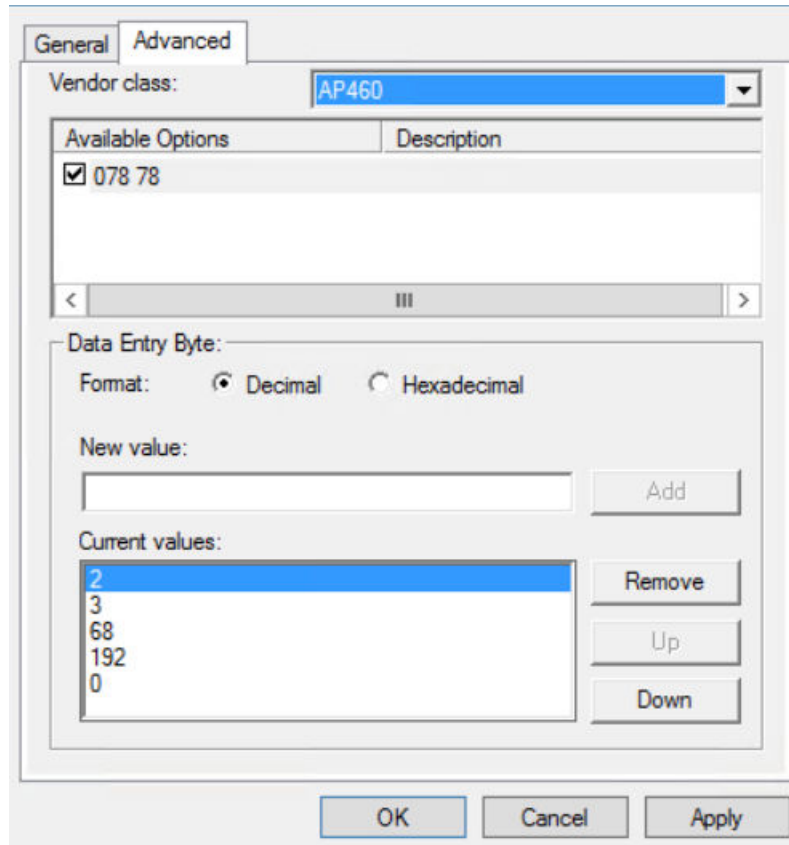 General Advanced
Vendor class: AP460
Available Options Description
078 78
Data Entry Byte:
Format: Decimal Hexadecimal
New value:
Add
Current values:
2
Remove
3
68
Up
192
0
Down
OK Cancel Apply